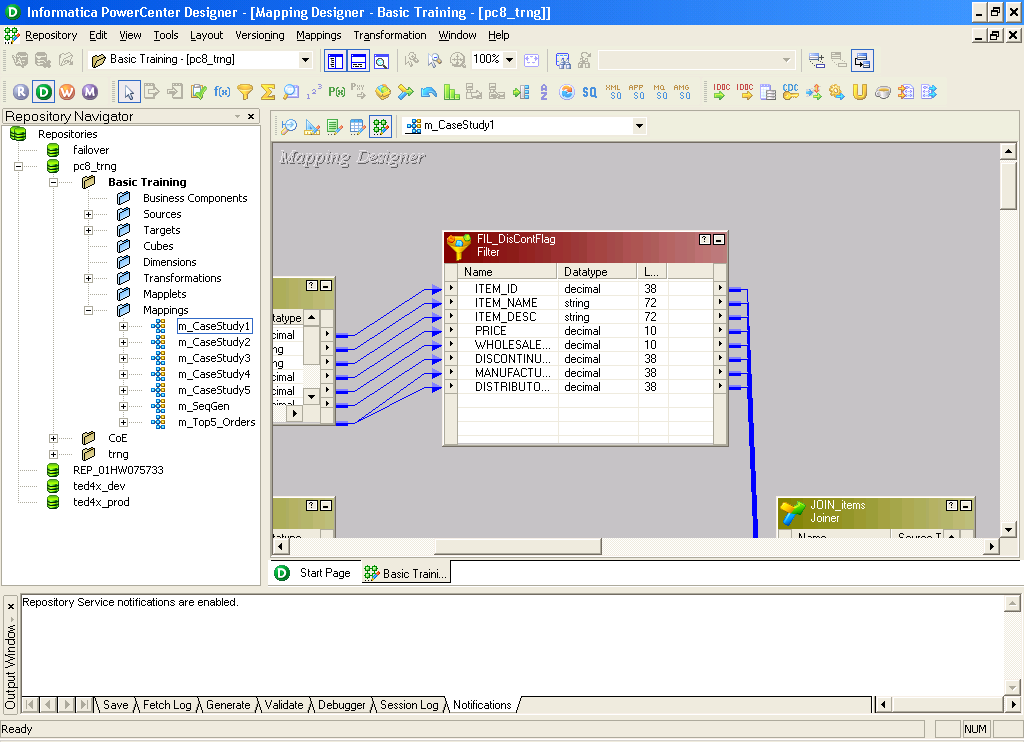 Informatica PowerCenter Designer - [Mapping Designer - Basic Training - [pc8_trng]]
Repository Edit View Tools Layout Versioning Mappings Transformation Window Help
Basic Training - [pc8_trng] 100%
Repository Navigator
m_CaseStudy1
Repositories
failover
pc8_trng
Basic Training
Business Components
Sources
Targets
Cubes
Dimensions
Transformations
Mapplets
Mappings
m_CaseStudy1
m_CaseStudy2
m_CaseStudy3
m_CaseStudy4
m_CaseStudy5
m_SeqGen
m_Top5_Orders
CoE
trng
REP_01HW075733
ted4x_dev
ted4x_prod
Mapping Designer
FIL_DisContFlag
Filter
Name Datatype L...
ITEM_ID decimal 38
ITEM_NAME string 72
ITEM_DESC string 72
PRICE decimal 10
WHOLESALE... decimal 10
DISCONTINU... decimal 38
MANUFACTU... decimal 38
DISTRIBUTO... decimal 38
JOIN_items
Joiner
Start Page Basic Traini...
Repository Service notifications are enabled.
Output Window
Save Fetch Log Generate Validate Debugger Session Log Notifications
Ready NUM